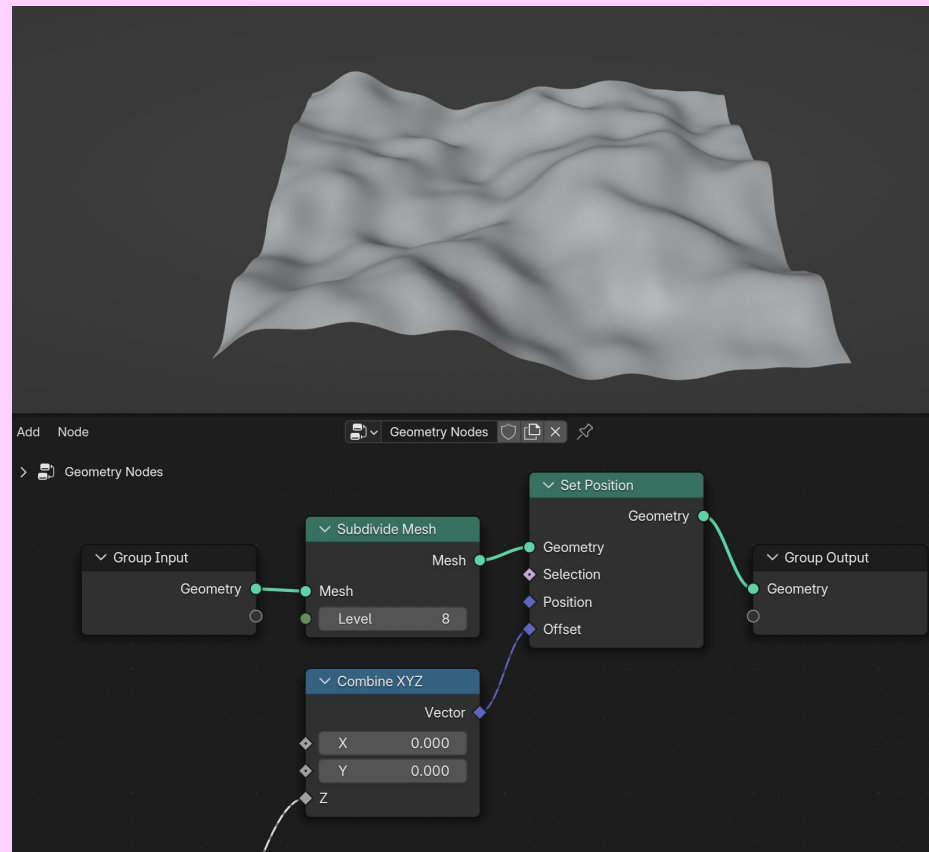 Add Node Geometry Nodes
Geometry Nodes
Set Position
Geometry
Geometry
Selection
Position
Offset
Subdivide Mesh
Mesh
Mesh
Level 8
Group Input
Geometry
Group Output
Geometry
Combine XYZ
Vector
X 0.000
Y 0.000
Z